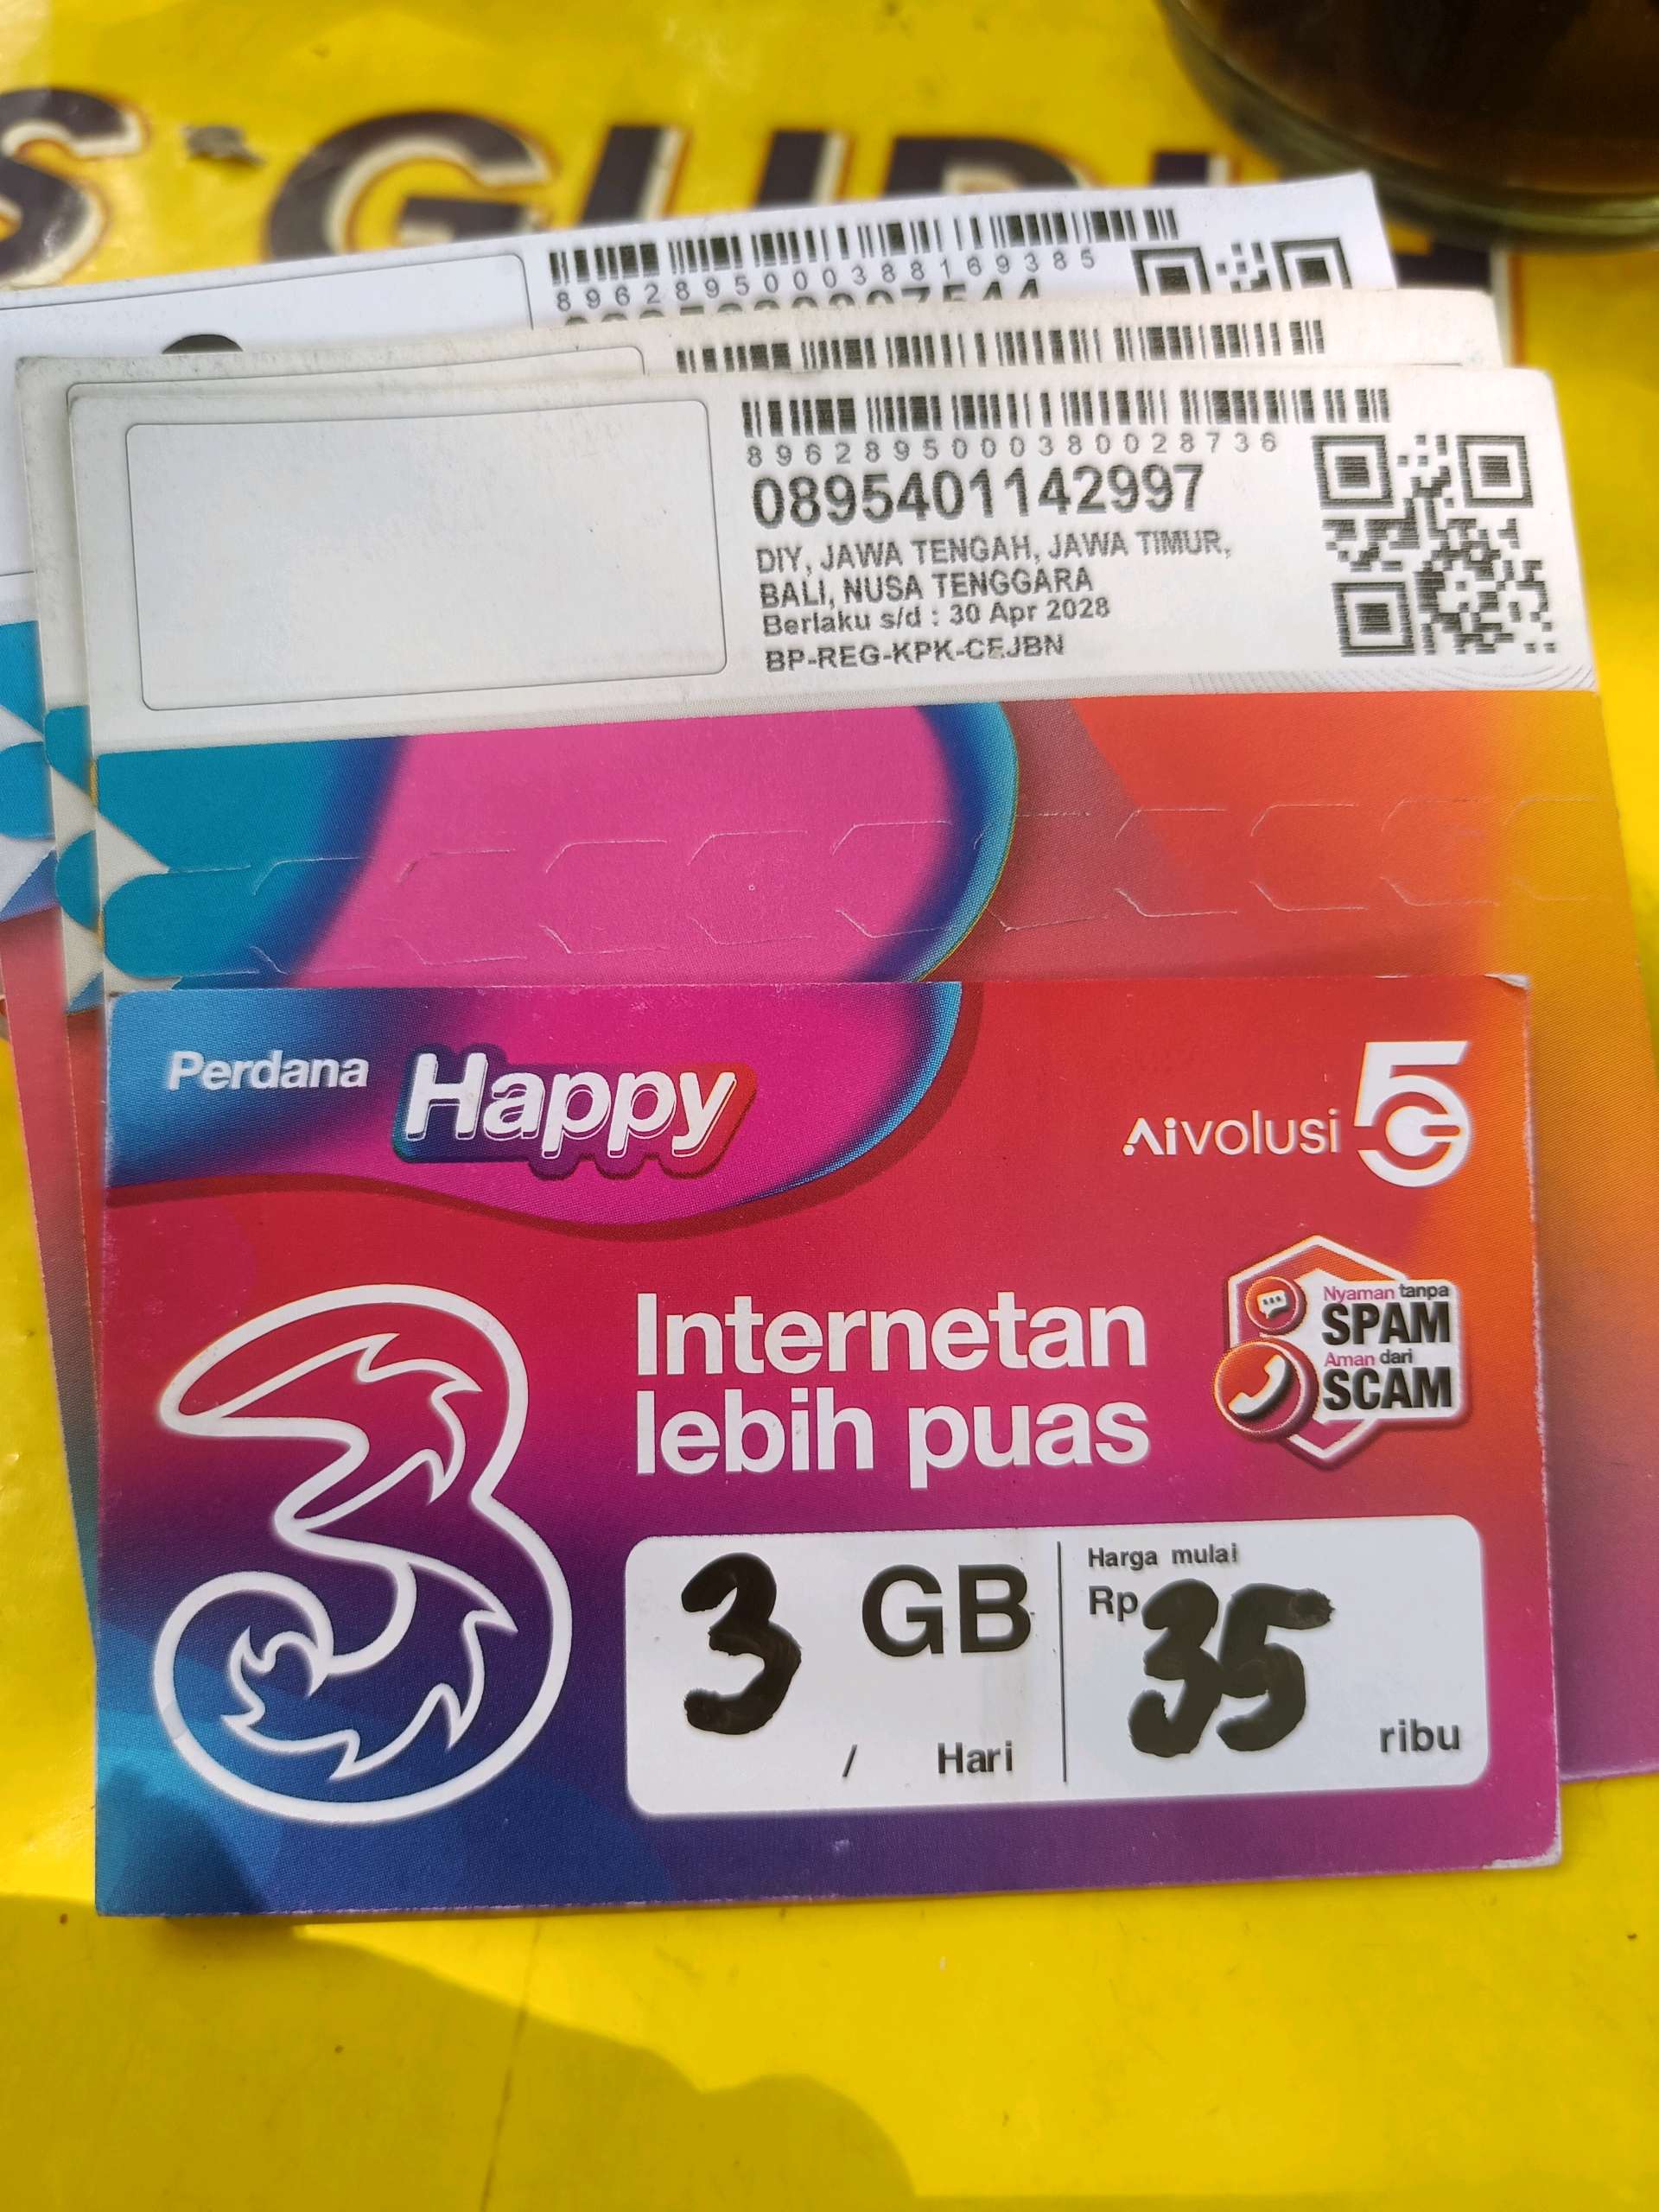 8962895000388169385
8962895000380028736
0895401142997
DIY, JAWA TENGAH, JAWA TIMUR,
BALI, NUSA TENGGARA
Berlaku s/d : 30 Apr 2028
BP-REG-KPK-CEJBN
Perdana Happy
Aivolusi 5G
3
Internetan
lebih puas
Nyaman tanpa
SPAM
Aman dari
SCAM
3 GB
/ Hari
Harga mulai
Rp 35 ribu